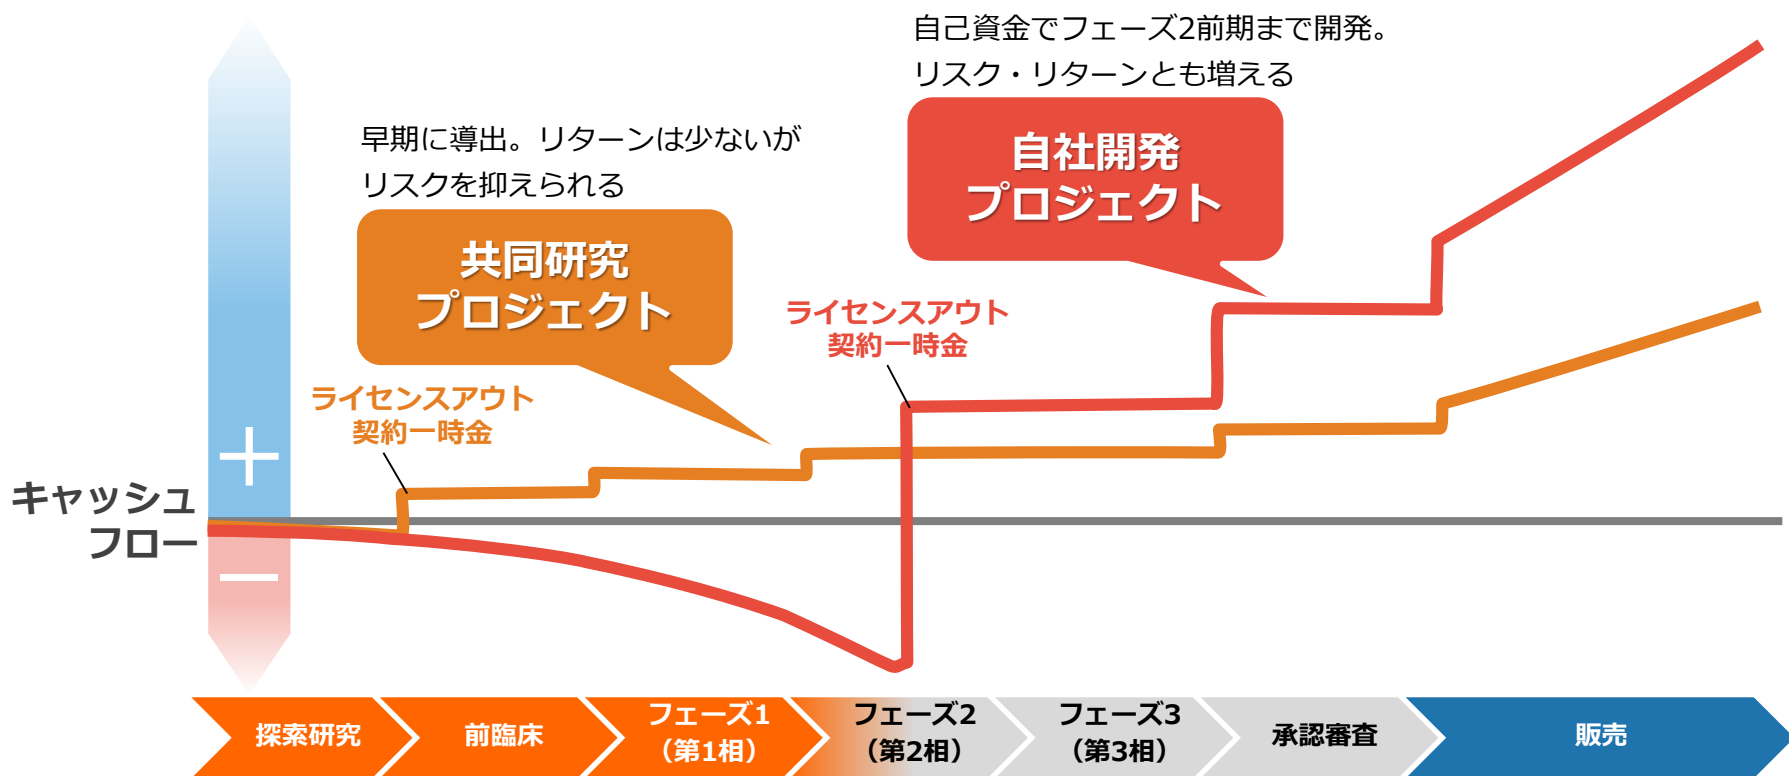 自己資金でフェーズ2前期まで開発。
リスク・リターンとも増える
早期に導出。リターンは少ないが
リスクを抑えられる
自社開発
プロジェクト
共同研究
プロジェクト
ライセンスアウト
契約一時金
ライセンスアウト
契約一時金
+
キャッシュ
フロー
−
探索研究
前臨床
フェーズ1
（第1相）
フェーズ2
（第2相）
フェーズ3
（第3相）
承認審査
販売